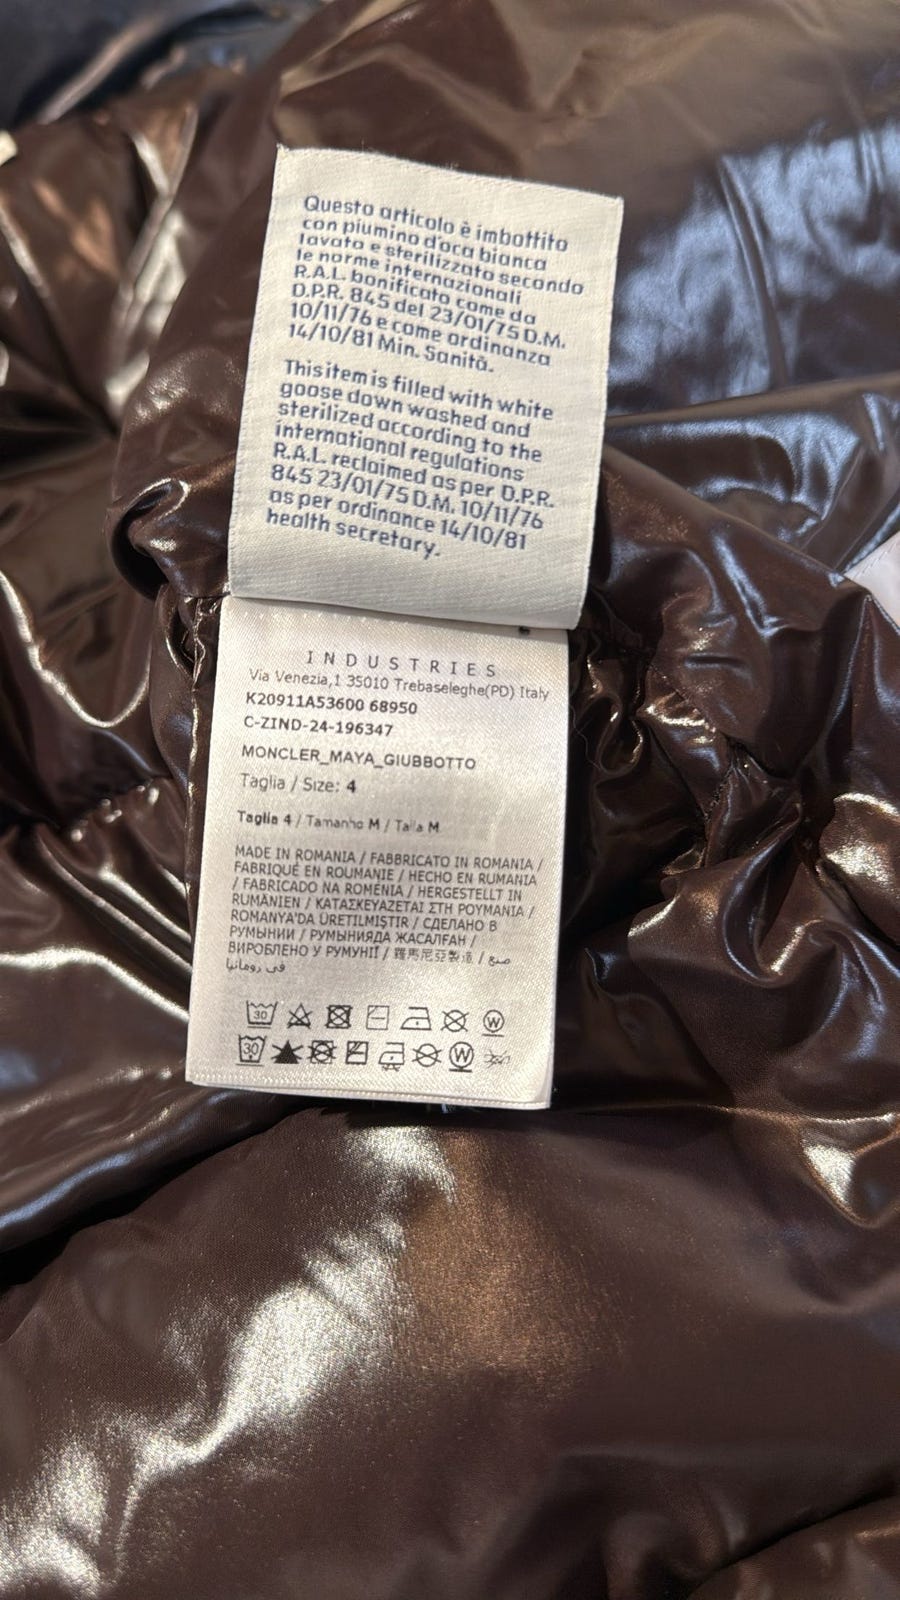 Questo articolo è imbottito
con piumino d'oca bianca
lavato e sterilizzato secondo
le norme internazionali
R.A.L. bonificato come da
D.P.R. 845 del 23/01/75 D.M.
10/11/76 e come ordinanza
14/10/81 Min. Sanità.
This item is filled with white
goose down washed and
sterilized according to the
international regulations
R.A.L. reclaimed as per D.P.R.
845 23/01/75 D.M. 10/11/76
as per ordinance 14/10/81
health secretary.
INDUSTRIES
Via Venezia,1 35010 Trebaseleghe(PD) Italy
K20911A53600 68950
C-ZIND-24-196347
MONCLER_MAYA_GIUBBOTTO
Taglia / Size: 4
Taglia 4 / Tamanho M / Talla M
MADE IN ROMANIA / FABBRICATO IN ROMANIA /
FABRIQUÉ EN ROUMANIE / HECHO EN RUMANIA
/ FABRICADO NA ROMÉNIA / HERGESTELLT IN
RUMÄNIEN / ΚΑΤΑΣΚΕΥΑΖΕΤΑΙ ΣΤΗ ΡΟΥΜΑΝΙΑ /
ROMANYA'DA ÜRETILMIŞTIR / СДЕЛАНО В
РУМЫНИИ / РУМЫНИЯДА ЖАСАЛҒАН /
ВИРОБЛЕНО У РУМУНІЇ / 羅馬尼亞製造 / صنع
في رومانيا
30 W
30 W